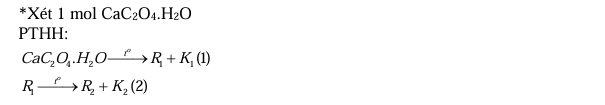 *Xét 1 mol CaC₂O₄.H₂O
PTHH:
CaC₂O₄.H₂O —t°→ R₁ + K₁ (1)
R₁ —t°→ R₂ + K₂ (2)